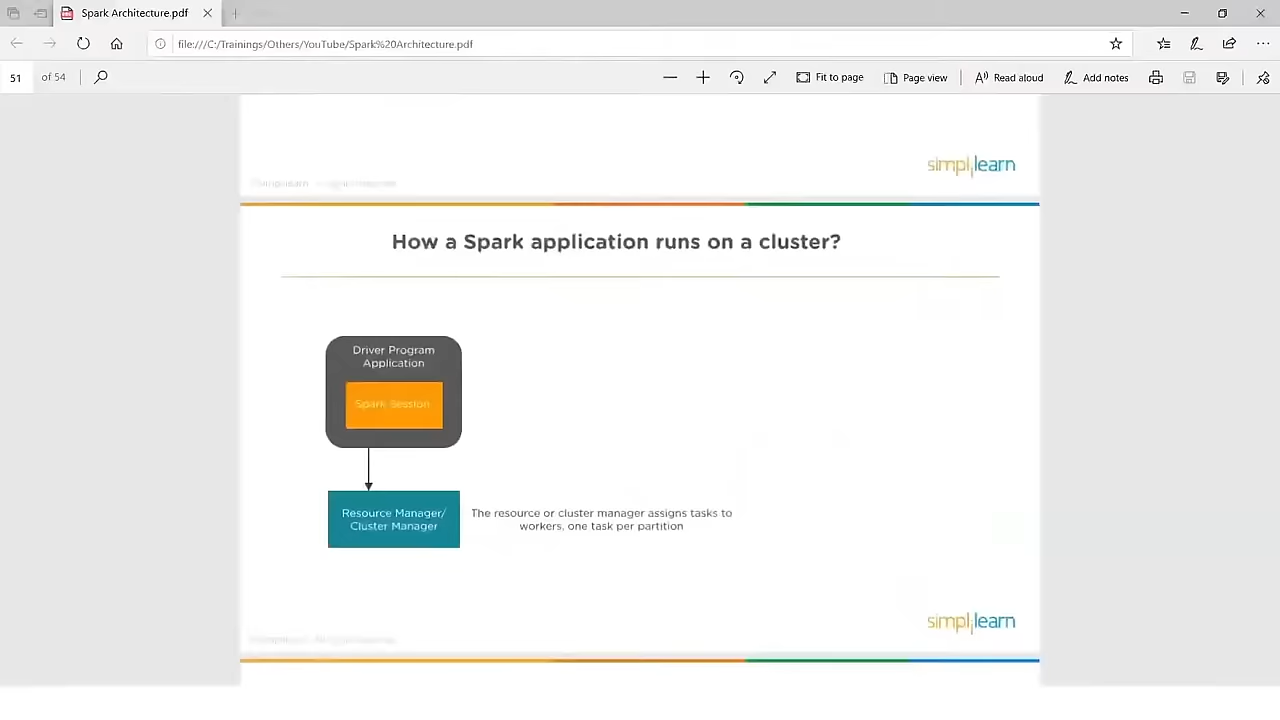 Spark Architecture.pdf
file:///C:/Trainings/Others/YouTube/Spark%20Architecture.pdf
51 of 54
Fit to page
Page view
Read aloud
Add notes
simplilearn
How a Spark application runs on a cluster?
Driver Program
Application
Spark Session
Resource Manager/
Cluster Manager
The resource or cluster manager assigns tasks to
workers, one task per partition
simplilearn